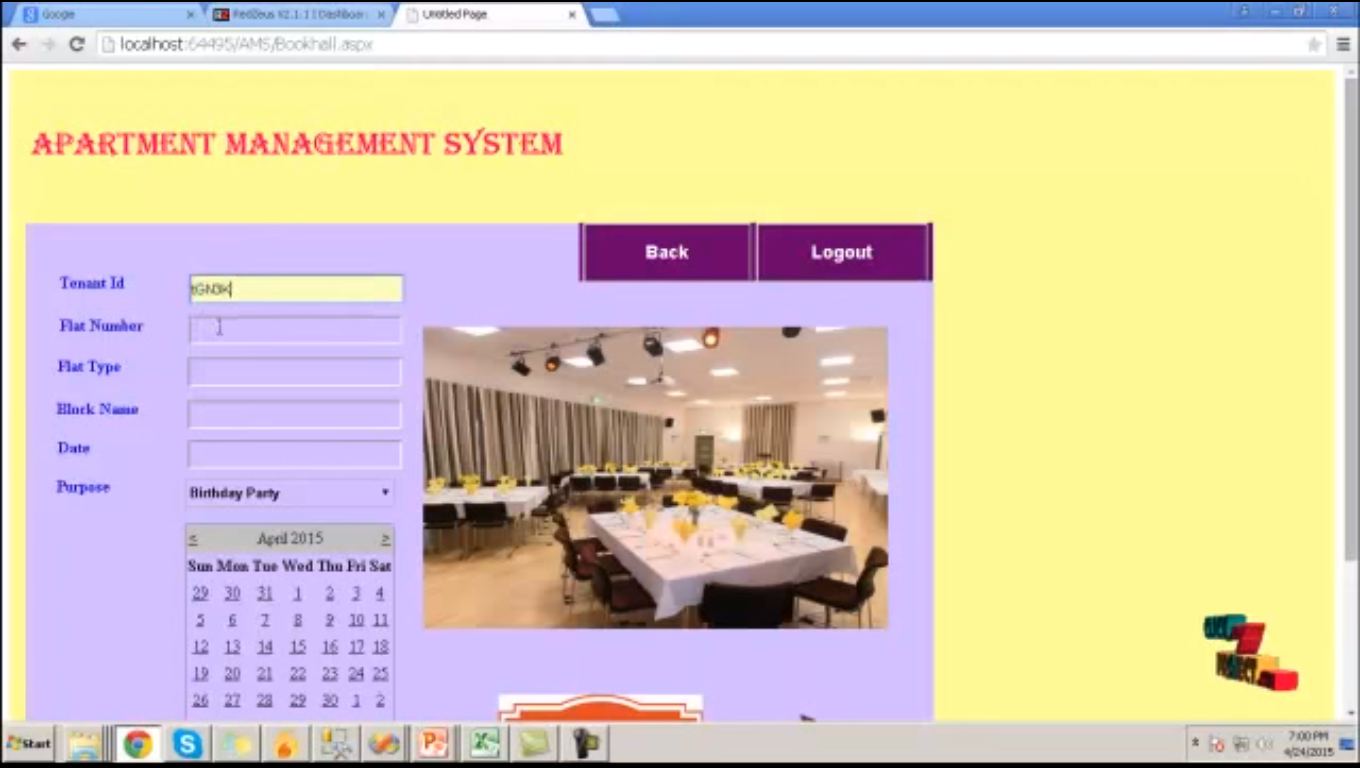 Google
RedZeus V2.1.1 | Dashboar
Untitled Page
localhost:64495/AMS/Bookhall.aspx
APARTMENT MANAGEMENT SYSTEM
Back
Logout
Tenant Id
Flat Number
Flat Type
Block Name
Date
Purpose
Birthday Party
< April 2015 >
Sun Mon Tue Wed Thu Fri Sat
29 30 31 1 2 3 4
5 6 7 8 9 10 11
12 13 14 15 16 17 18
19 20 21 22 23 24 25
26 27 28 29 30 1 2
Start
7:00 PM
4/24/2015